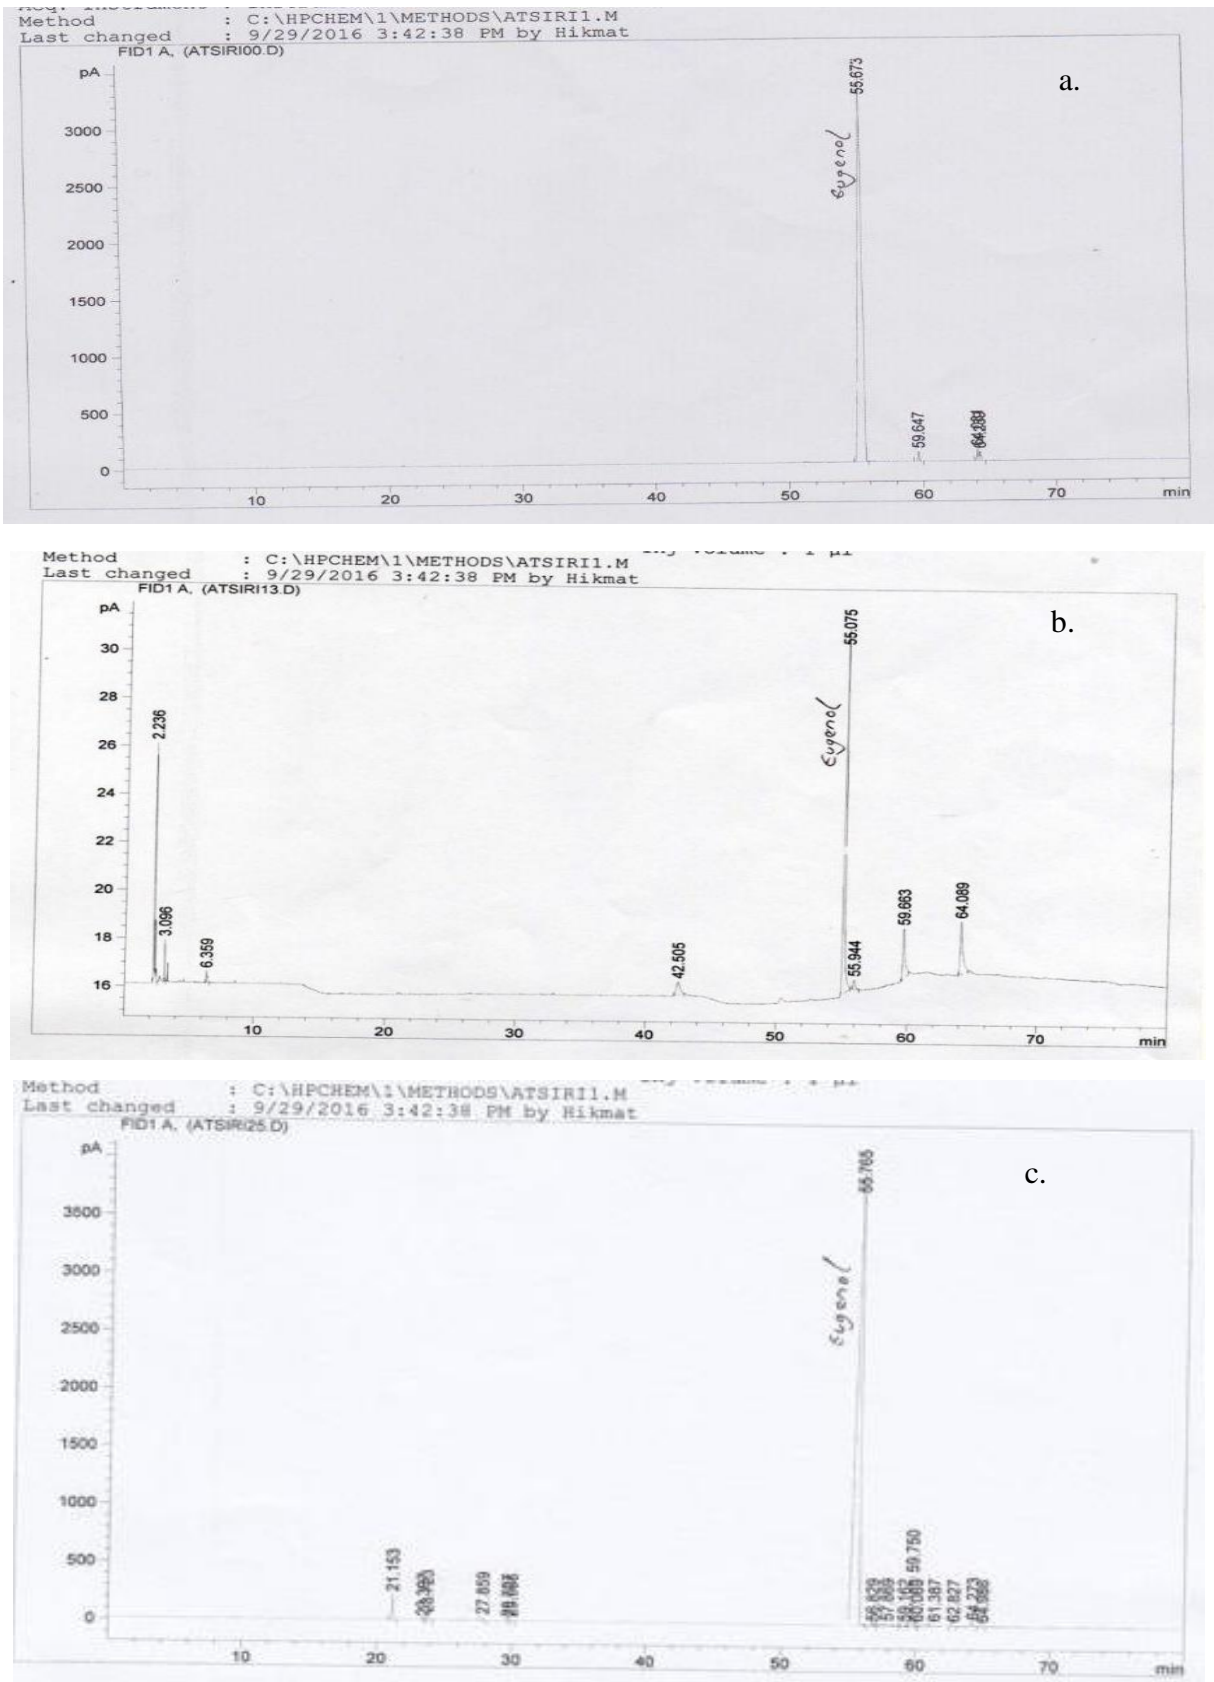 Method : C:\HPCHEM\1\METHODS\ATSIRI1.M
Last changed : 9/29/2016 3:42:38 PM by Hikmat
FID1 A, (ATSIRI00.D)
pA
a.
55.673
Eugenol
3000
2500
2000
1500
1000
500
0
59.647
10 20 30 40 50 60 70 min
Method : C:\HPCHEM\1\METHODS\ATSIRI1.M
Last changed : 9/29/2016 3:42:38 PM by Hikmat
FID1 A, (ATSIRI13.D)
pA
b.
55.075
Eugenol
30
28
26
24
22
20
18
16
2.236
3.096
6.359
42.505
55.944
59.663
64.089
10 20 30 40 50 60 70 min
Method : C:\HPCHEM\1\METHODS\ATSIRI1.M
Last changed : 9/29/2016 3:42:38 PM by Hikmat
FID1 A, (ATSIRI25.D)
pA
c.
55.765
Eugenol
3500
3000
2500
2000
1500
1000
500
0
21.153
27.859
59.750
61.387
62.827
10 20 30 40 50 60 70 min